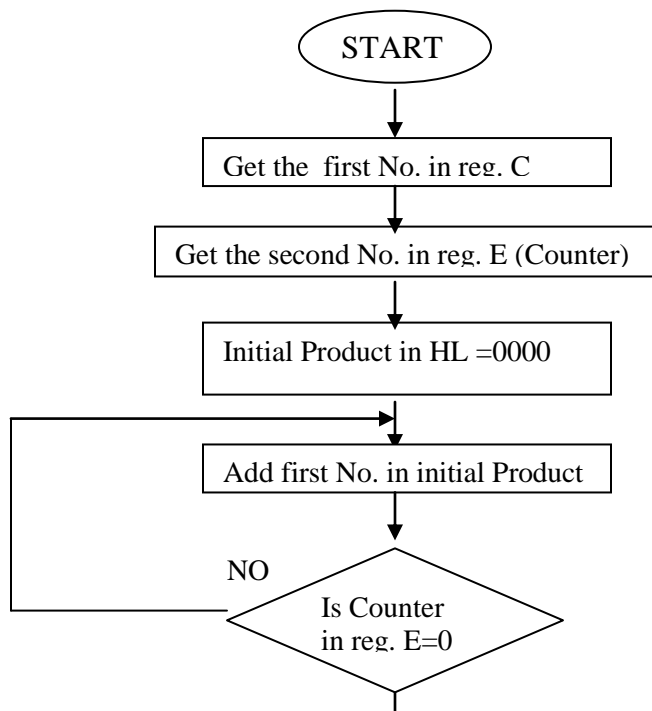 START
Get the first No. in reg. C
Get the second No. in reg. E (Counter)
Initial Product in HL =0000
Add first No. in initial Product
NO
Is Counter
in reg. E=0